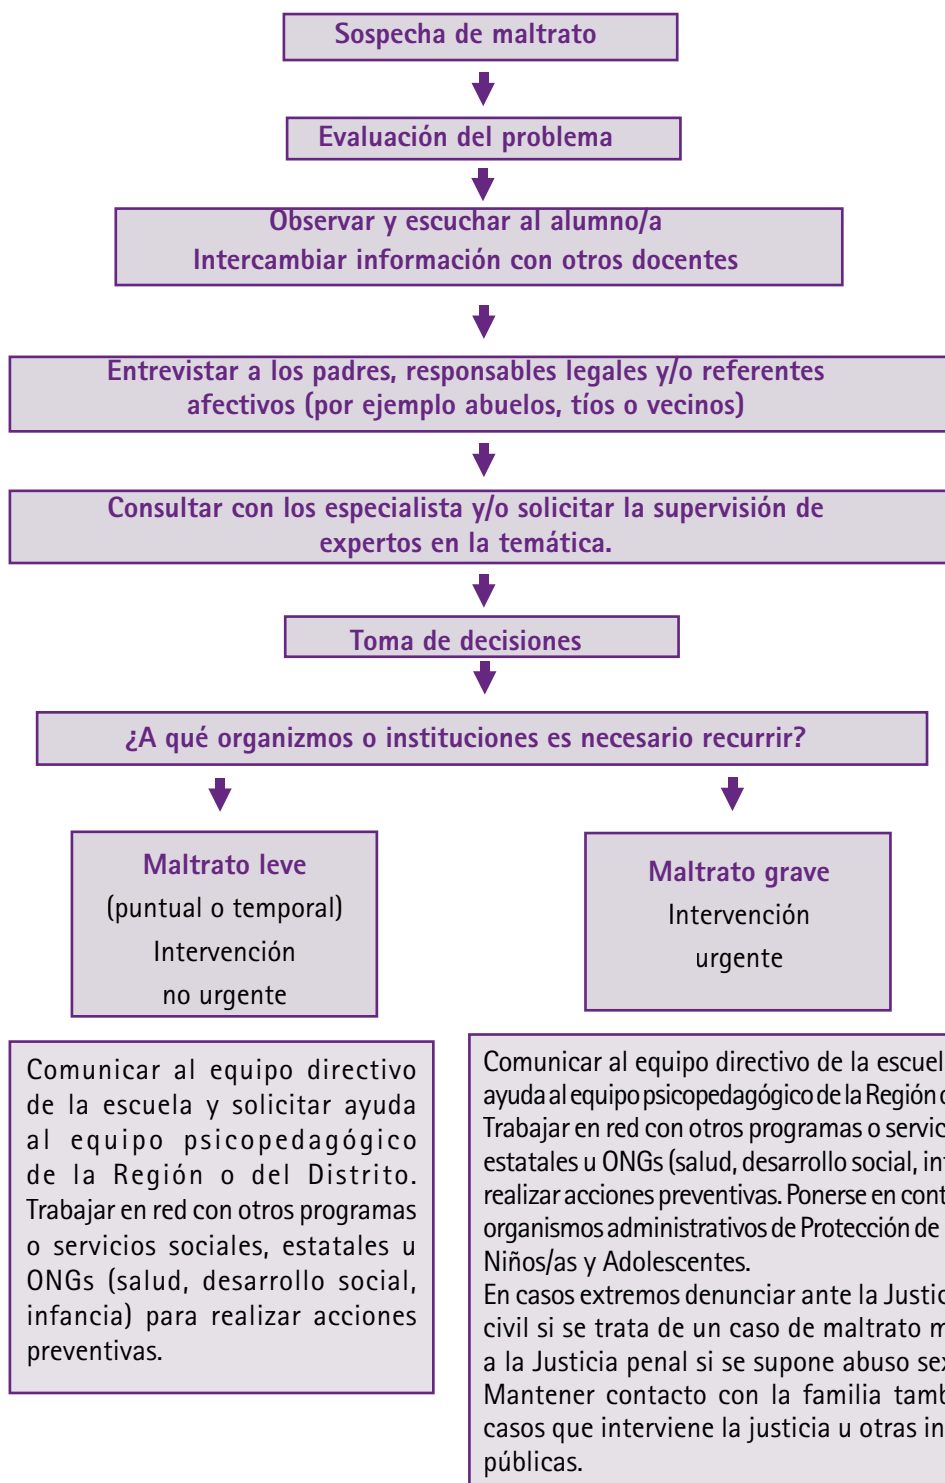 Sospecha de maltrato
Evaluación del problema
Observar y escuchar al alumno/a
Intercambiar información con otros docentes
Entrevistar a los padres, responsables legales y/o referentes
afectivos (por ejemplo abuelos, tíos o vecinos)
Consultar con los especialista y/o solicitar la supervisión de
expertos en la temática.
Toma de decisiones
¿A qué organizmos o instituciones es necesario recurrir?
Maltrato leve
(puntual o temporal)
Intervención
no urgente
Maltrato grave
Intervención
urgente
Comunicar al equipo directivo
de la escuela y solicitar ayuda
al equipo psicopedagógico
de la Región o del Distrito.
Trabajar en red con otros programas
o servicios sociales, estatales u
ONGs (salud, desarrollo social,
infancia) para realizar acciones
preventivas.
Comunicar al equipo directivo de la
ayuda al equipo psicopedagógico de la Región
Trabajar en red con otros programas o
estatales u ONGs (salud, desarrollo social,
realizar acciones preventivas. Ponerse en
organismos administrativos de Protección de
Niños/as y Adolescentes.
En casos extremos denunciar ante la
civil si se trata de un caso de maltrato
a la Justicia penal si se supone abuso
Mantener contacto con la familia
casos que interviene la justicia u otras
públicas.